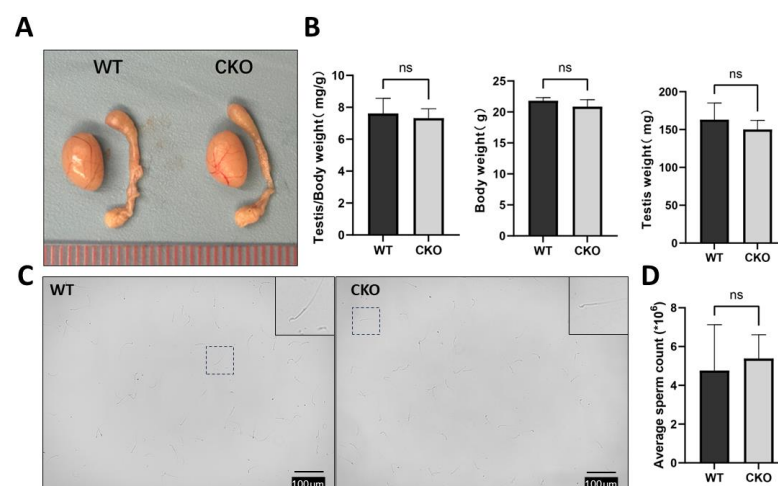 A
WT CKO
B
ns
Testis/Body weight( mg/g)
10
8
6
4
2
0
WT CKO
ns
Body weight( g)
25
20
15
10
5
0
WT CKO
ns
Testis weight( mg)
200
150
100
50
0
WT CKO
C
WT
100μm
CKO
100μm
D
ns
Average sperm count (*10⁶)
8
6
4
2
0
WT CKO